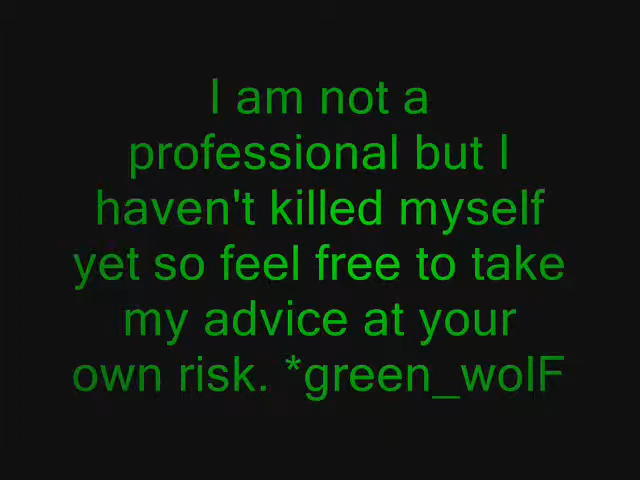 I am not a
professional but I
haven't killed myself
yet so feel free to take
my advice at your
own risk. *green_wolF